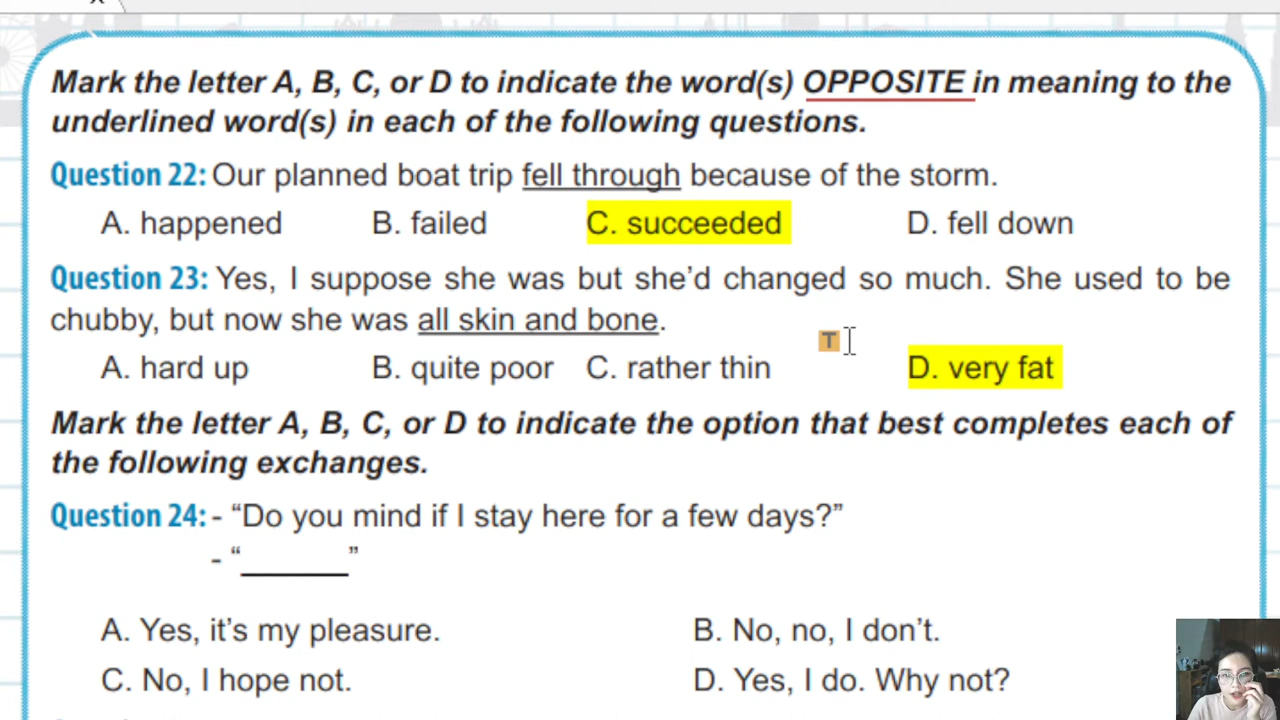 Mark the letter A, B, C, or D to indicate the word(s) OPPOSITE in meaning to the
underlined word(s) in each of the following questions.
Question 22: Our planned boat trip fell through because of the storm.
A. happened B. failed C. succeeded D. fell down
Question 23: Yes, I suppose she was but she'd changed so much. She used to be
chubby, but now she was all skin and bone.
T
A. hard up B. quite poor C. rather thin D. very fat
Mark the letter A, B, C, or D to indicate the option that best completes each of
the following exchanges.
Question 24: - “Do you mind if I stay here for a few days?”
- “______”
A. Yes, it's my pleasure. B. No, no, I don't.
C. No, I hope not. D. Yes, I do. Why not?